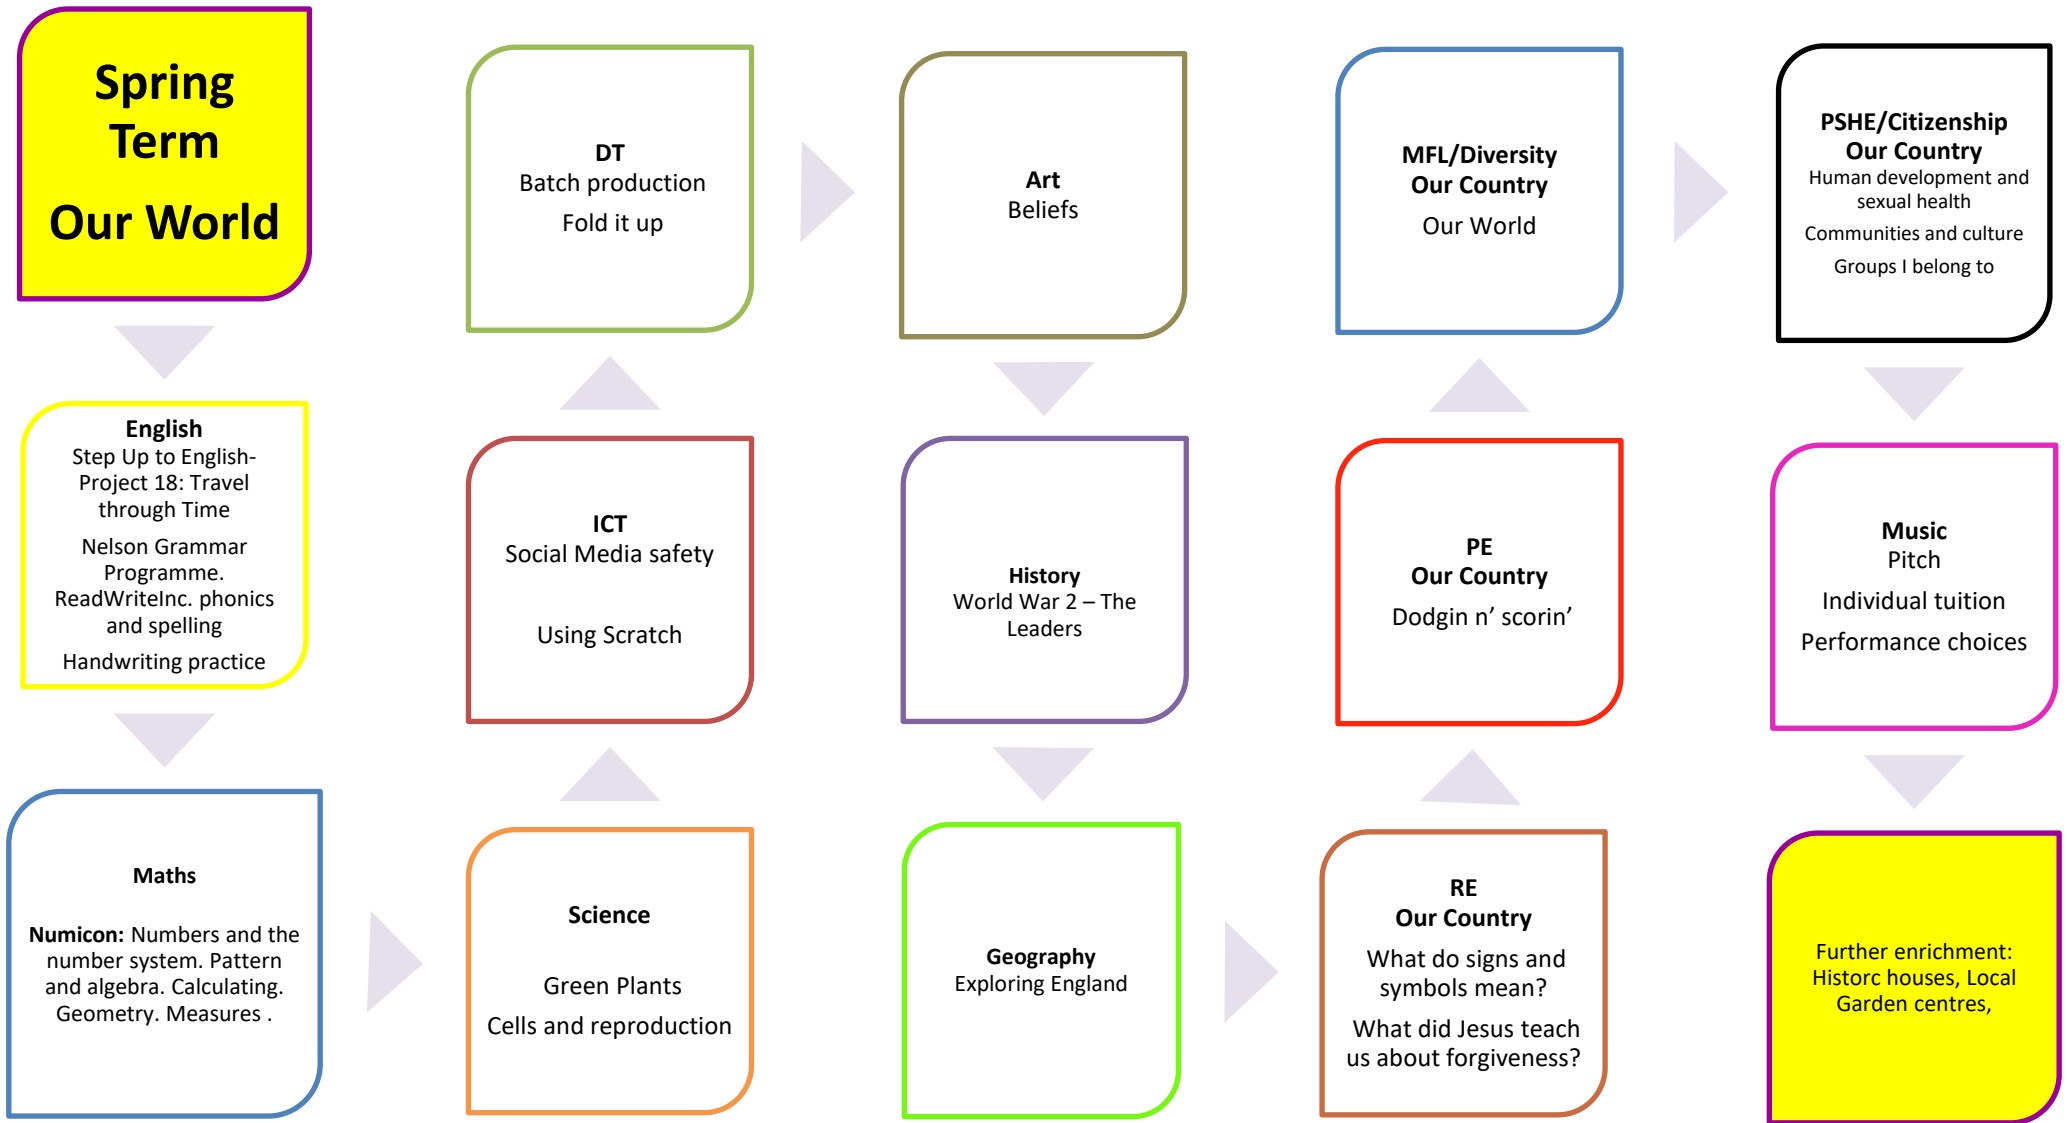 Spring
Term
Our World
English
Step Up to English-
Project 18: Travel
through Time
Nelson Grammar
Programme.
ReadWriteInc. phonics
and spelling
Handwriting practice
Maths
Numicon: Numbers and the
number system. Pattern
and algebra. Calculating.
Geometry. Measures .
Science
Green Plants
Cells and reproduction
ICT
Social Media safety
Using Scratch
DT
Batch production
Fold it up
Art
Beliefs
History
World War 2 – The
Leaders
Geography
Exploring England
RE
Our Country
What do signs and
symbols mean?
What did Jesus teach
us about forgiveness?
PE
Our Country
Dodgin n’ scorin’
MFL/Diversity
Our Country
Our World
PSHE/Citizenship
Our Country
Human development and
sexual health
Communities and culture
Groups I belong to
Music
Pitch
Individual tuition
Performance choices
Further enrichment:
Historc houses, Local
Garden centres,